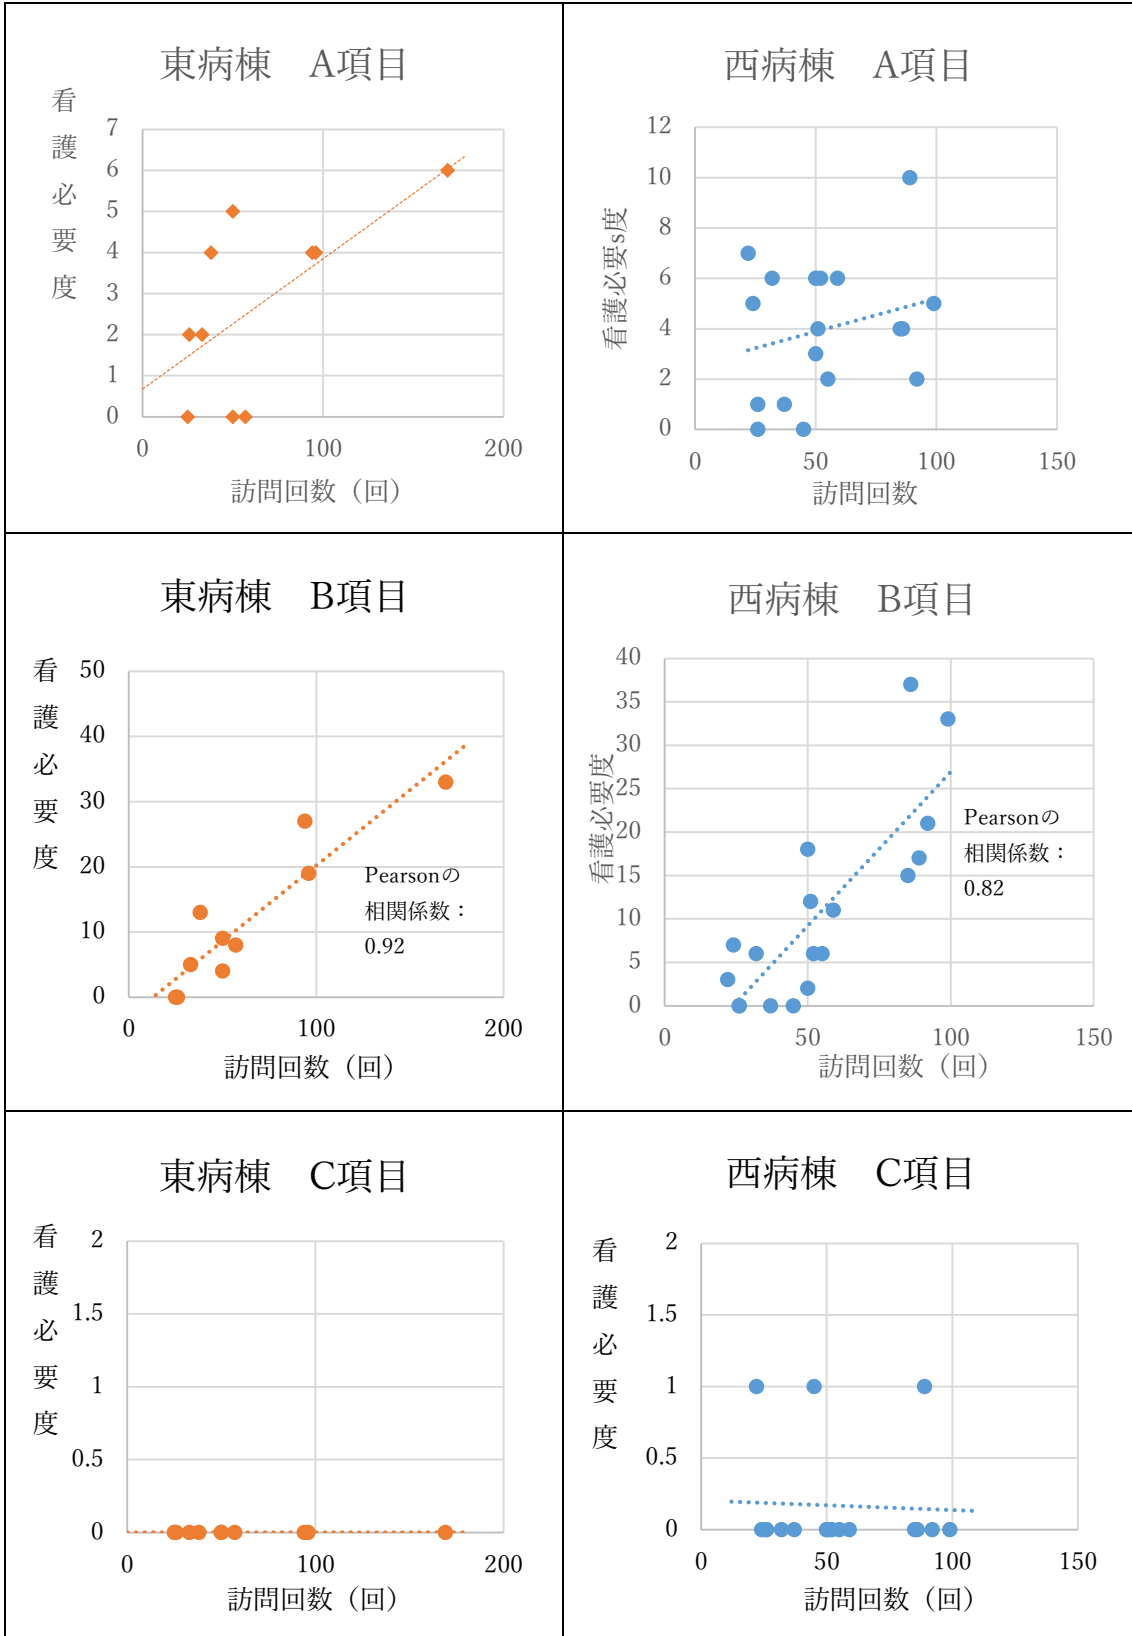 東病棟　A項目
看護必要度
7
6
5
4
3
2
1
0
0 100 200
訪問回数（回）
西病棟　A項目
看護必要s度
12
10
8
6
4
2
0
0 50 100 150
訪問回数
東病棟　B項目
看護必要度
50
40
30
20
10
0
Pearsonの
相関係数：
0.92
0 100 200
訪問回数（回）
西病棟　B項目
看護必要度
40
35
30
25
20
15
10
5
0
Pearsonの
相関係数：
0.82
0 50 100 150
訪問回数（回）
東病棟　C項目
看護必要度
2
1.5
1
0.5
0
0 100 200
訪問回数（回）
西病棟　C項目
看護必要度
2
1.5
1
0.5
0
0 50 100 150
訪問回数（回）